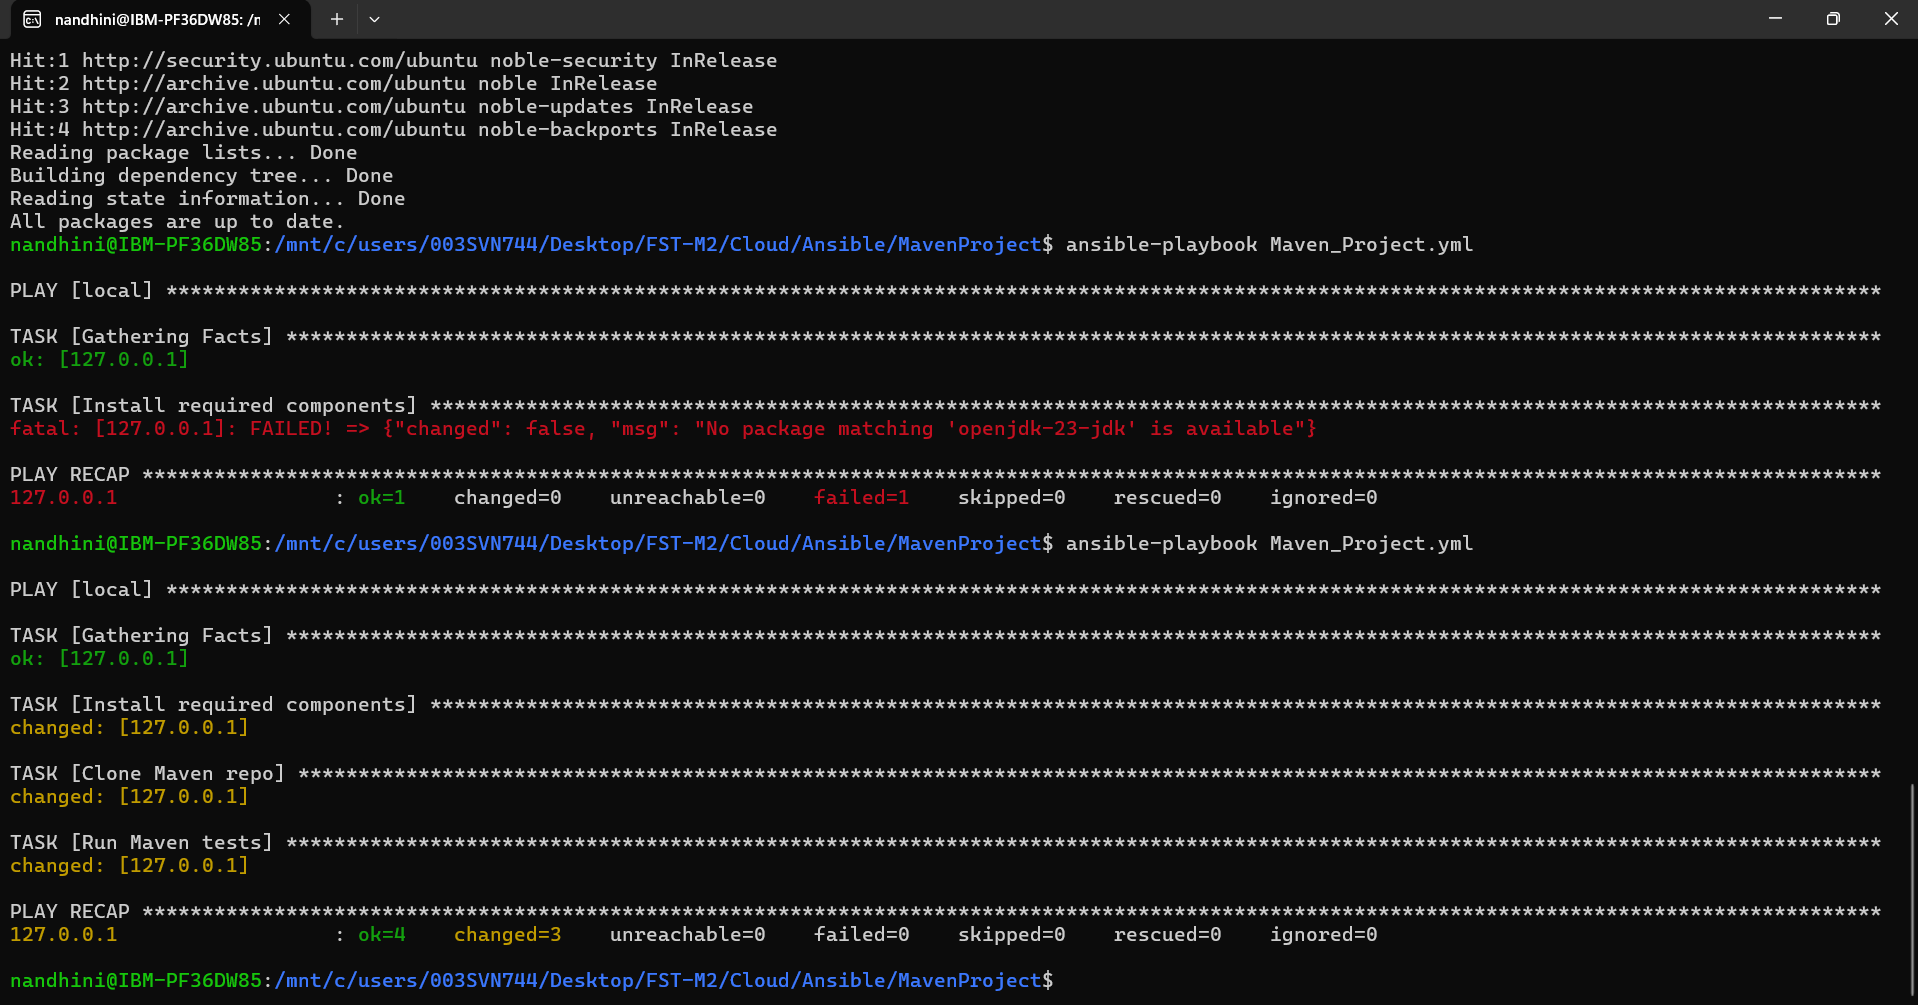 nandhini@IBM-PF36DW85: /n
Hit:1 http://security.ubuntu.com/ubuntu noble-security InRelease
Hit:2 http://archive.ubuntu.com/ubuntu noble InRelease
Hit:3 http://archive.ubuntu.com/ubuntu noble-updates InRelease
Hit:4 http://archive.ubuntu.com/ubuntu noble-backports InRelease
Reading package lists... Done
Building dependency tree... Done
Reading state information... Done
All packages are up to date.
nandhini@IBM-PF36DW85:/mnt/c/users/003SVN744/Desktop/FST-M2/Cloud/Ansible/MavenProject$ ansible-playbook Maven_Project.yml
PLAY [local] ***********************************************************************************************************************************************
TASK [Gathering Facts] *************************************************************************************************************************************
ok: [127.0.0.1]
TASK [Install required components] *************************************************************************************************************************
fatal: [127.0.0.1]: FAILED! => {"changed": false, "msg": "No package matching 'openjdk-23-jdk' is available"}
PLAY RECAP *************************************************************************************************************************************************
127.0.0.1                  : ok=1    changed=0    unreachable=0    failed=1    skipped=0    rescued=0    ignored=0
nandhini@IBM-PF36DW85:/mnt/c/users/003SVN744/Desktop/FST-M2/Cloud/Ansible/MavenProject$ ansible-playbook Maven_Project.yml
PLAY [local] ***********************************************************************************************************************************************
TASK [Gathering Facts] *************************************************************************************************************************************
ok: [127.0.0.1]
TASK [Install required components] *************************************************************************************************************************
changed: [127.0.0.1]
TASK [Clone Maven repo] ************************************************************************************************************************************
changed: [127.0.0.1]
TASK [Run Maven tests] *************************************************************************************************************************************
changed: [127.0.0.1]
PLAY RECAP *************************************************************************************************************************************************
127.0.0.1                  : ok=4    changed=3    unreachable=0    failed=0    skipped=0    rescued=0    ignored=0
nandhini@IBM-PF36DW85:/mnt/c/users/003SVN744/Desktop/FST-M2/Cloud/Ansible/MavenProject$